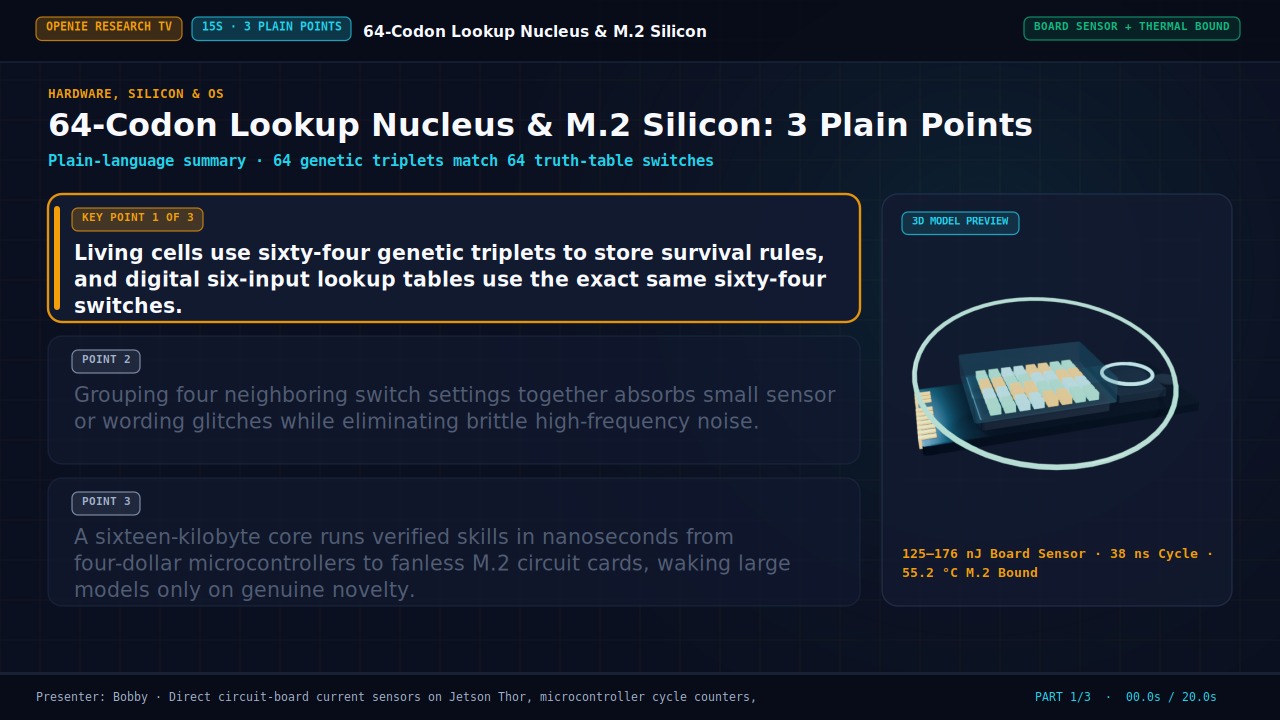 OPENIE RESEARCH TV
15S · 3 PLAIN POINTS
64-Codon Lookup Nucleus & M.2 Silicon
BOARD SENSOR + THERMAL BOUND
HARDWARE, SILICON & OS
64-Codon Lookup Nucleus & M.2 Silicon: 3 Plain Points
Plain-language summary · 64 genetic triplets match 64 truth-table switches
KEY POINT 1 OF 3
Living cells use sixty-four genetic triplets to store survival rules,
and digital six-input lookup tables use the exact same sixty-four
switches.
POINT 2
Grouping four neighboring switch settings together absorbs small sensor
or wording glitches while eliminating brittle high-frequency noise.
POINT 3
A sixteen-kilobyte core runs verified skills in nanoseconds from
four-dollar microcontrollers to fanless M.2 circuit cards, waking large
models only on genuine novelty.
3D MODEL PREVIEW
125–176 nJ Board Sensor · 38 ns Cycle ·
55.2 °C M.2 Bound
Presenter: Bobby · Direct circuit-board current sensors on Jetson Thor, microcontroller cycle counters,
PART 1/3 · 00.0s / 20.0s